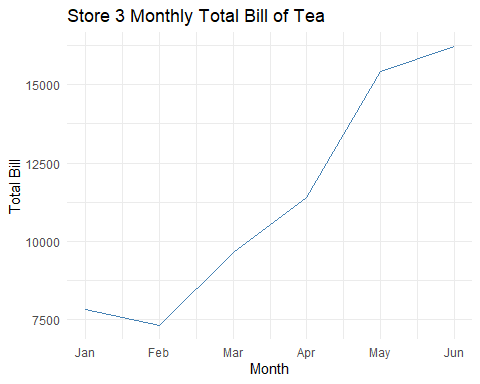 Store 3 Monthly Total Bill of Tea
Total Bill
15000
12500
10000
7500
Jan Feb Mar Apr May Jun
Month